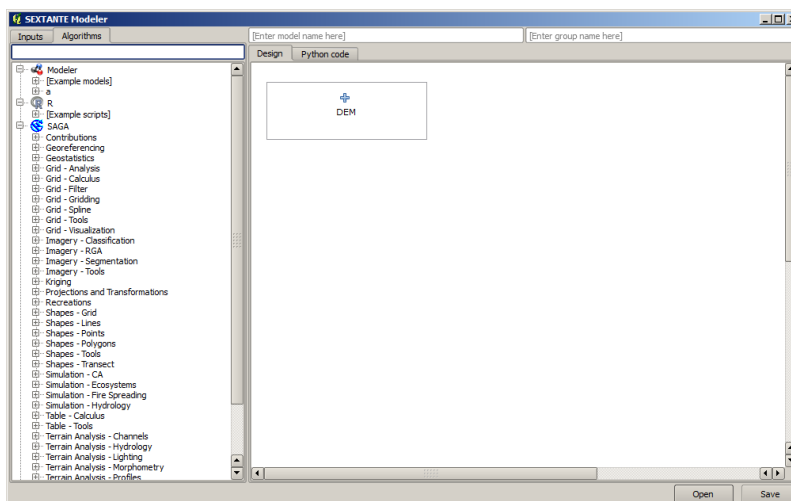 SEXTANTE Modeler
Inputs Algorithms [Enter model name here] [Enter group name here]
Design Python code
Modeler
[Example models]
a
R
[Example scripts]
SAGA
Contributions
Georeferencing
Geostatistics
Grid - Analysis
Grid - Calculus
Grid - Filter
Grid - Gridding
Grid - Spline
Grid - Tools
Grid - Visualization
Imagery - Classification
Imagery - RGA
Imagery - Segmentation
Imagery - Tools
Kriging
Projections and Transformations
Recreations
Shapes - Grid
Shapes - Lines
Shapes - Points
Shapes - Polygons
Shapes - Tools
Shapes - Transect
Simulation - CA
Simulation - Ecosystems
Simulation - Fire Spreading
Simulation - Hydrology
Table - Calculus
Table - Tools
Terrain Analysis - Channels
Terrain Analysis - Hydrology
Terrain Analysis - Lighting
Terrain Analysis - Morphometry
Terrain Analysis - Profiles
DEM
Open Save